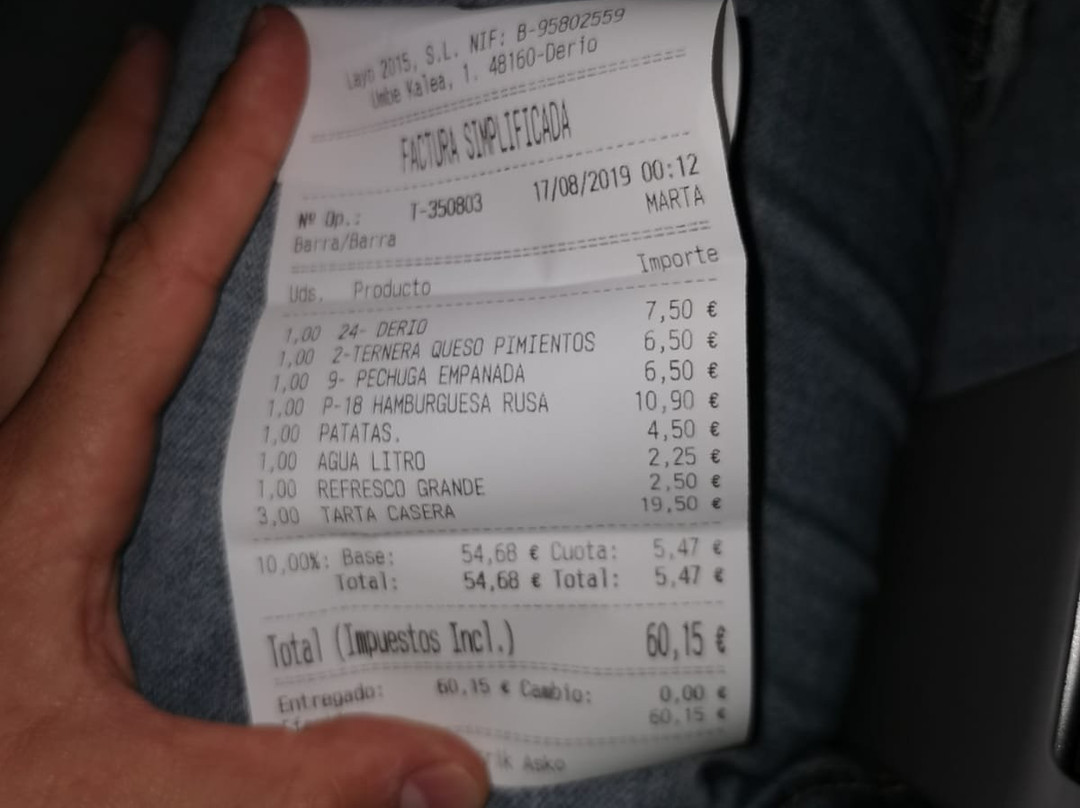 Layn 2015, S.L. NIF: B-95802559
Umbe Kalea, 1. 48160-Derio
FACTURA SIMPLIFICADA
Nº Op.: T-350803 17/08/2019 00:12
Barra/Barra MARTA
Uds. Producto Importe
1,00 24- DERIO 7,50 €
1,00 2-TERNERA QUESO PIMIENTOS 6,50 €
1,00 9- PECHUGA EMPANADA 6,50 €
1,00 P-18 HAMBURGUESA RUSA 10,90 €
1,00 PATATAS. 4,50 €
1,00 AGUA LITRO 2,25 €
1,00 REFRESCO GRANDE 2,50 €
3,00 TARTA CASERA 19,50 €
10,00%: Base: 54,68 € Cuota: 5,47 €
Total: 54,68 € Total: 5,47 €
Total (Impuestos Incl.) 60,15 €
Entregado: 60,15 € Cambio: 0,00 €
60,15 €
Asko